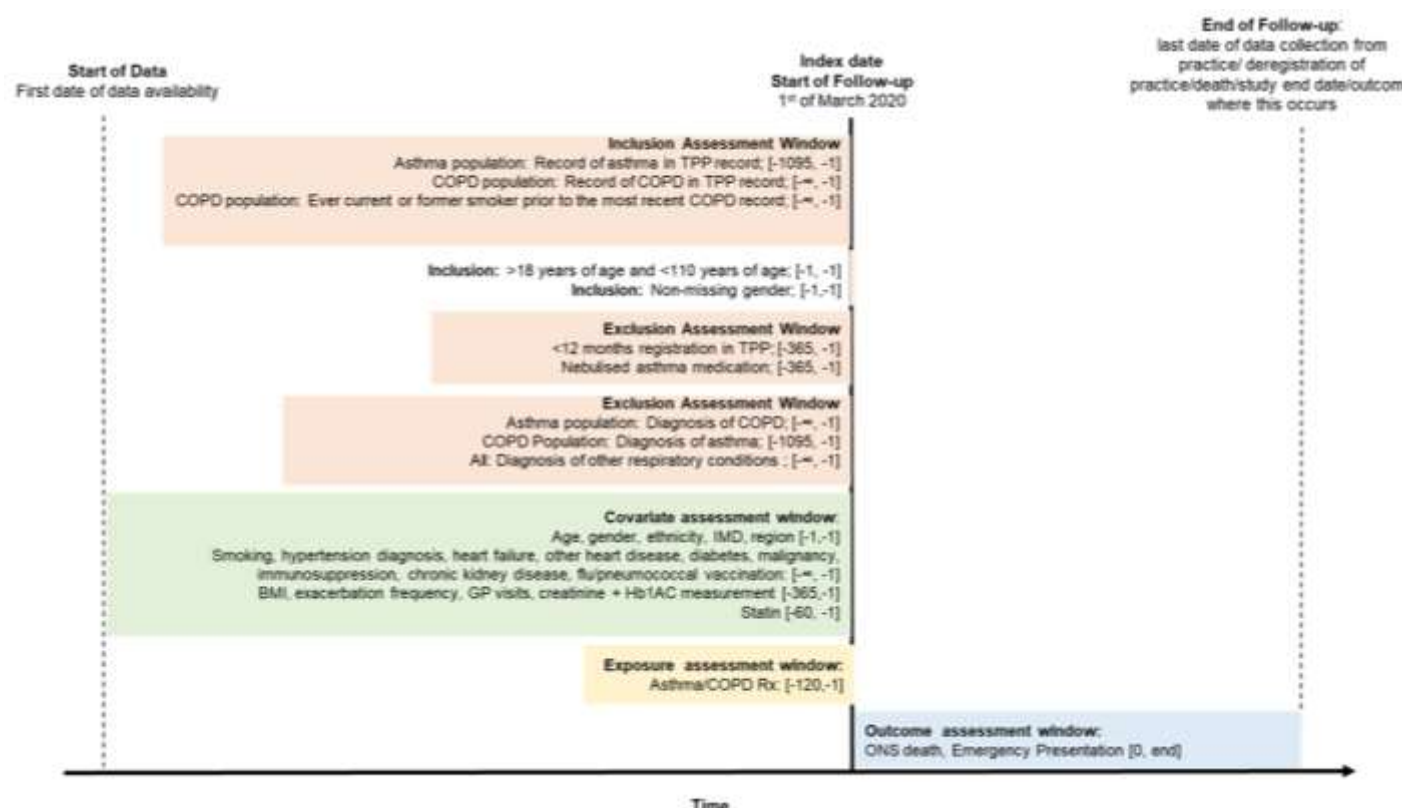 Start of Data
First date of data availability
Index date
Start of Follow-up
1st of March 2020
End of Follow-up:
last date of data collection from
practice/ deregistration of
practice/death/study end date/outcom
where this occurs
Inclusion Assessment Window
Asthma population: Record of asthma in TPP record; [-1095, -1]
COPD population: Record of COPD in TPP record; [-∞, -1]
COPD population: Ever current or former smoker prior to the most recent COPD record; [-∞, -1]
Inclusion: >18 years of age and <110 years of age; [-1, -1]
Inclusion: Non-missing gender; [-1,-1]
Exclusion Assessment Window
<12 months registration in TPP; [-365, -1]
Nebulised asthma medication; [-365, -1]
Exclusion Assessment Window
Asthma population: Diagnosis of COPD; [-∞, -1]
COPD Population: Diagnosis of asthma; [-1095, -1]
All: Diagnosis of other respiratory conditions ; [-∞, -1]
Covariate assessment window:
Age, gender, ethnicity, IMD, region [-1,-1]
Smoking, hypertension diagnosis, heart failure, other heart disease, diabetes, malignancy,
immunosuppression, chronic kidney disease, flu/pneumococcal vaccination: [-∞, -1]
BMI, exacerbation frequency, GP visits, creatinine + Hb1AC measurement [-365,-1]
Statin [-60, -1]
Exposure assessment window:
Asthma/COPD Rx: [-120,-1]
Outcome assessment window:
ONS death, Emergency Presentation [0, end]
Time